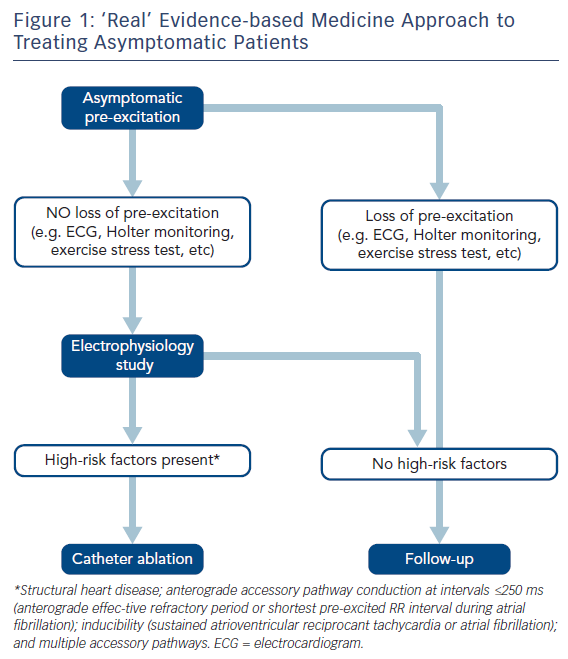 Figure 1: ‘Real’ Evidence-based Medicine Approach to
Treating Asymptomatic Patients
Asymptomatic
pre-excitation
NO loss of pre-excitation
(e.g. ECG, Holter monitoring,
exercise stress test, etc)
Loss of pre-excitation
(e.g. ECG, Holter monitoring,
exercise stress test, etc)
Electrophysiology
study
High-risk factors present*
No high-risk factors
Catheter ablation
Follow-up
*Structural heart disease; anterograde accessory pathway conduction at intervals ≤250 ms
(anterograde effec-tive refractory period or shortest pre-excited RR interval during atrial
fibrillation); inducibility (sustained atrioventricular reciprocant tachycardia or atrial fibrillation);
and multiple accessory pathways. ECG = electrocardiogram.